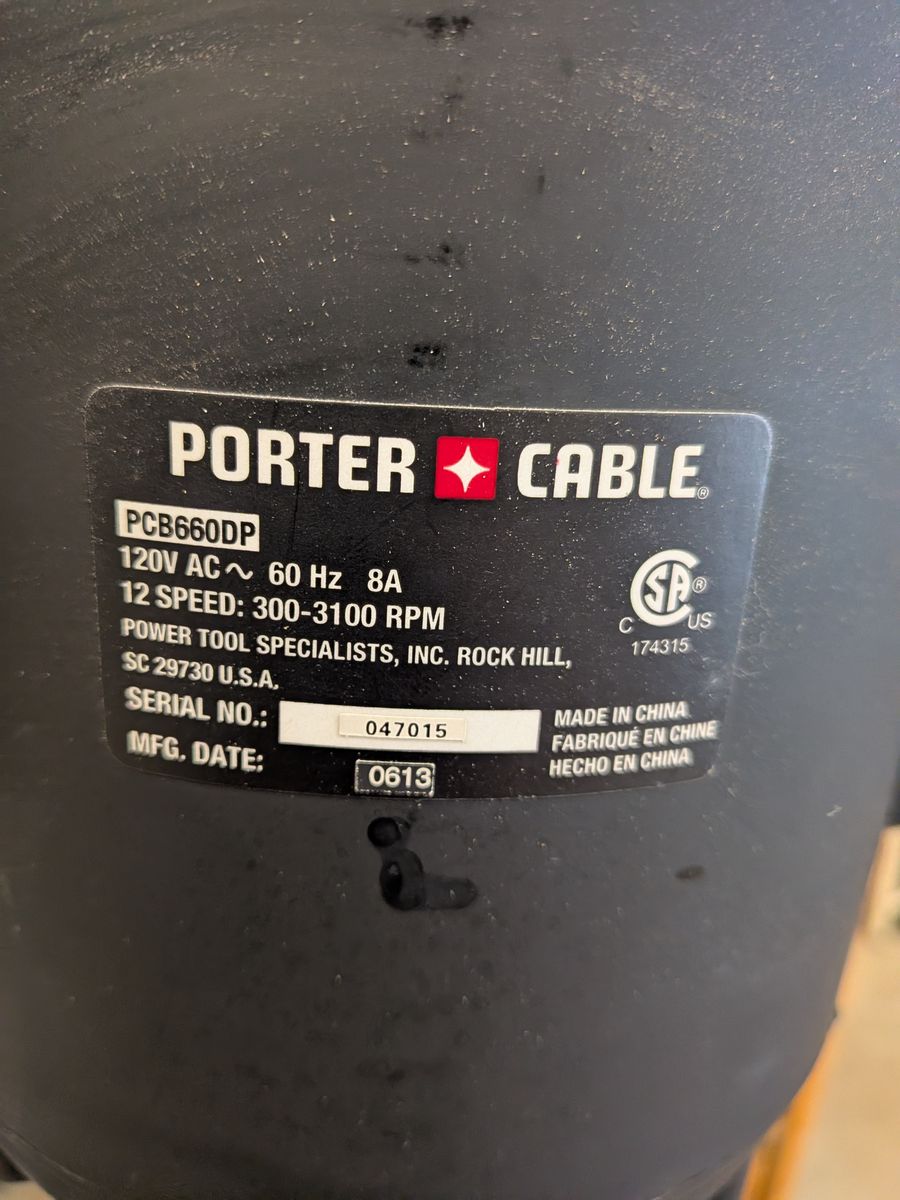 PORTER CABLE®
PCB660DP
120V AC ~ 60 Hz 8A
12 SPEED: 300-3100 RPM
POWER TOOL SPECIALISTS, INC. ROCK HILL,
SC 29730 U.S.A.
SERIAL NO.: 047015
MFG. DATE: 0613
CSA®
C US
174315
MADE IN CHINA
FABRIQUÉ EN CHINE
HECHO EN CHINA